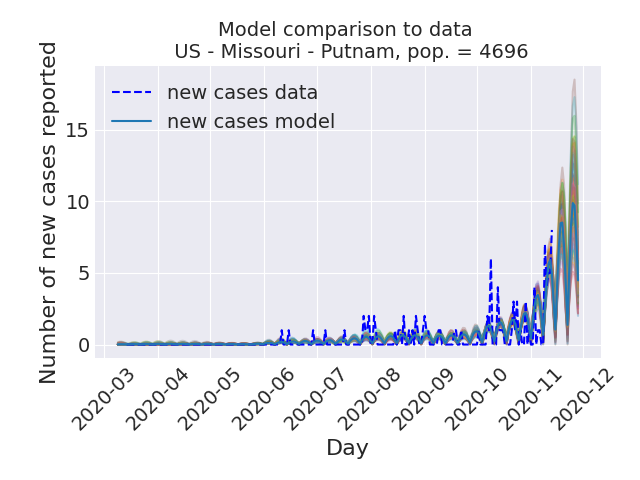 Model comparison to data
US - Missouri - Putnam, pop. = 4696
new cases data
new cases model
Number of new cases reported
15
10
5
0
2020-03
2020-04
2020-05
2020-06
2020-07
2020-08
2020-09
2020-10
2020-11
2020-12
Day